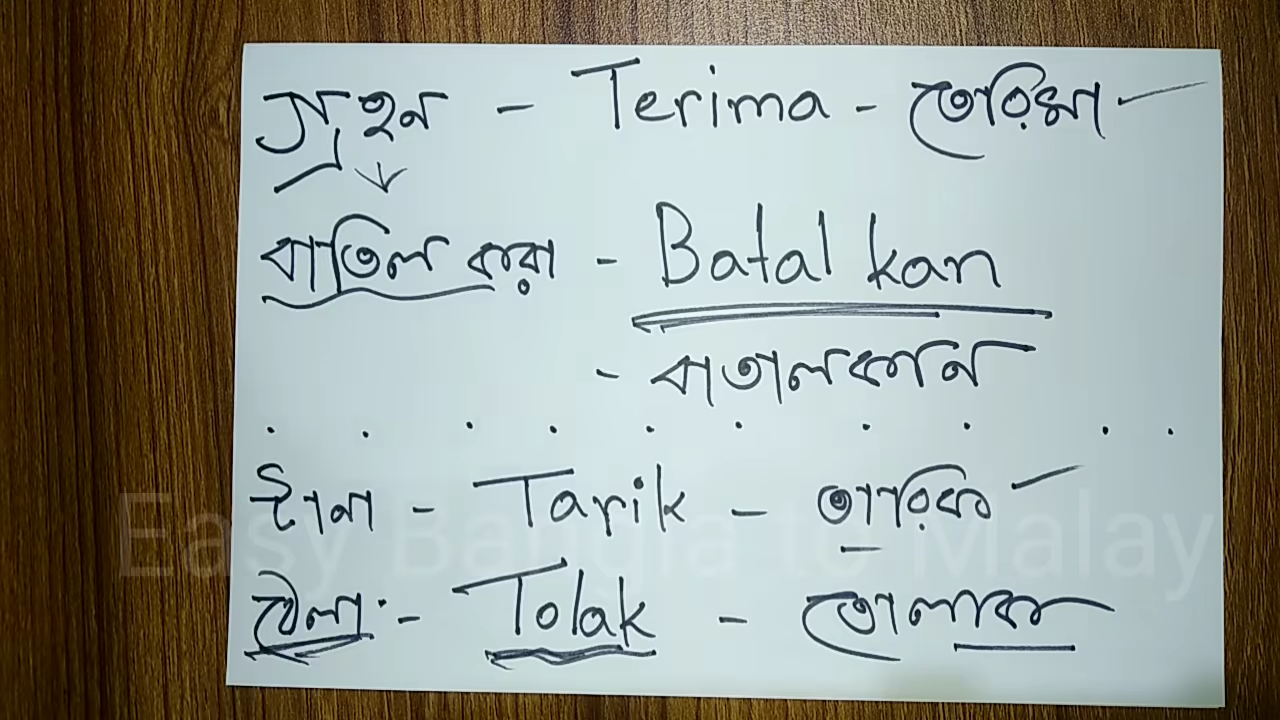 গ্রহন - Terima - তেরিমা
বাতিল করা - Batal kan
- বাতালকান
টানা - Tarik - তারিক
ঠেলা - Tolak - তোলাক
Easy Bangla to Malay